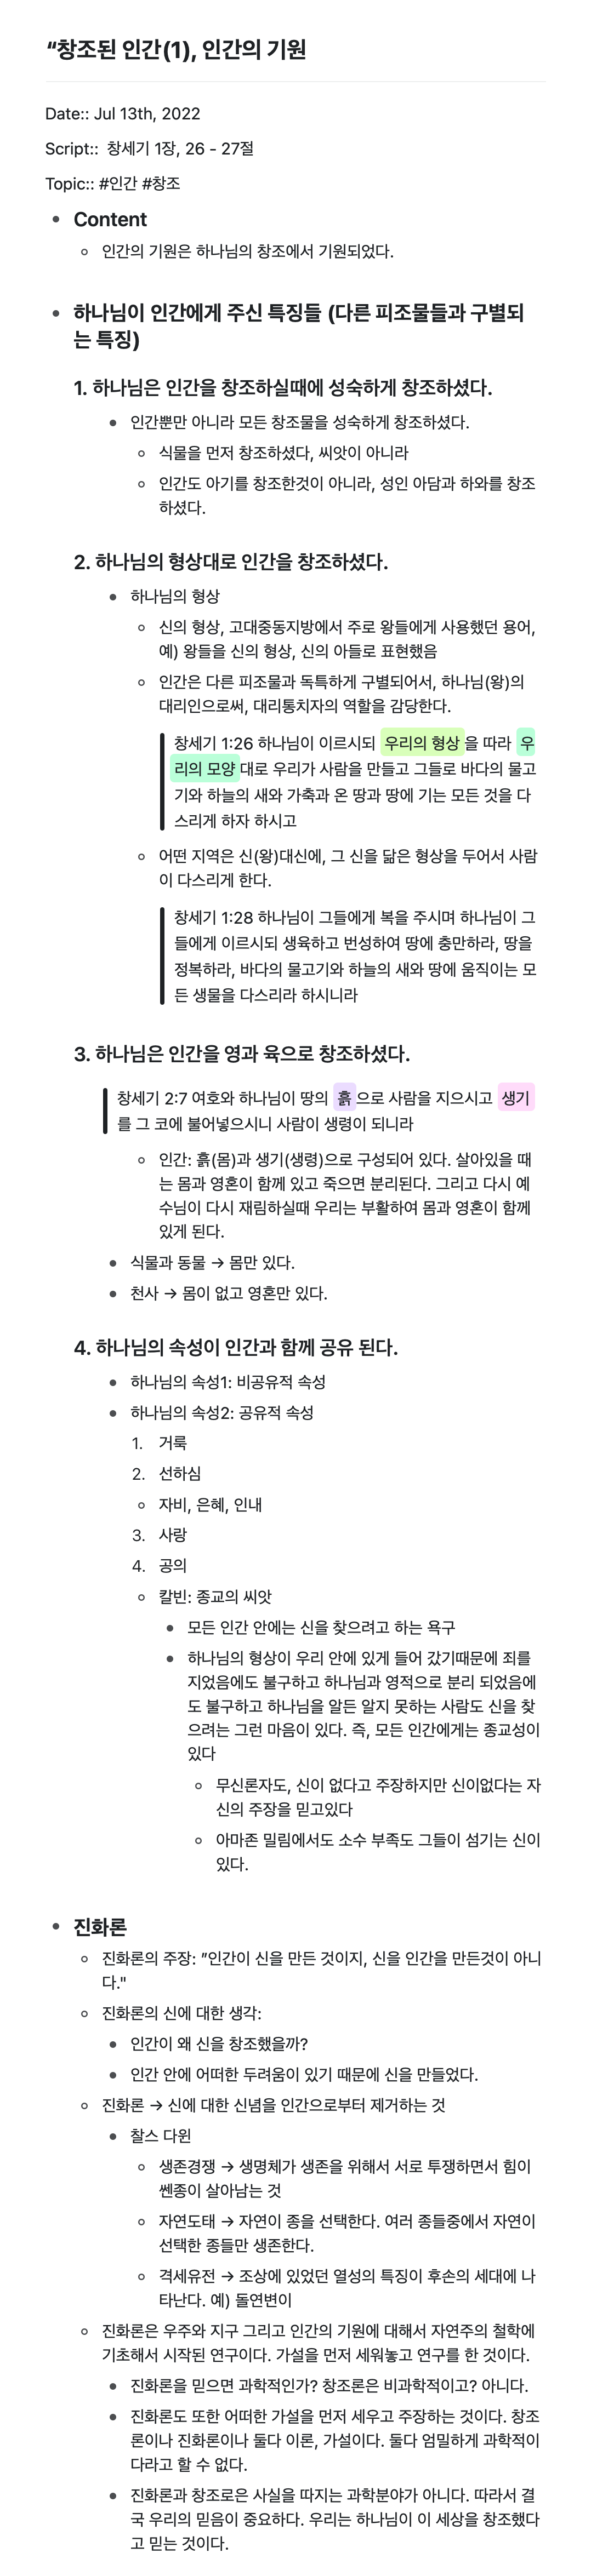 “창조된 인간(1), 인간의 기원
Date:: Jul 13th, 2022
Script:: 창세기 1장, 26 - 27절
Topic:: #인간 #창조
Content
인간의 기원은 하나님의 창조에서 기원되었다.
하나님이 인간에게 주신 특징들 (다른 피조물들과 구별되
는 특징)
1. 하나님은 인간을 창조하실때에 성숙하게 창조하셨다.
인간뿐만 아니라 모든 창조물을 성숙하게 창조하셨다.
식물을 먼저 창조하셨다, 씨앗이 아니라
인간도 아기를 창조한것이 아니라, 성인 아담과 하와를 창조
하셨다.
2. 하나님의 형상대로 인간을 창조하셨다.
하나님의 형상
신의 형상, 고대중동지방에서 주로 왕들에게 사용했던 용어,
예) 왕들을 신의 형상, 신의 아들로 표현했음
인간은 다른 피조물과 독특하게 구별되어서, 하나님(왕)의
대리인으로써, 대리통치자의 역할을 감당한다.
창세기 1:26 하나님이 이르시되 우리의 형상을 따라 우
리의 모양대로 우리가 사람을 만들고 그들로 바다의 물고
기와 하늘의 새와 가축과 온 땅과 땅에 기는 모든 것을 다
스리게 하자 하시고
어떤 지역은 신(왕)대신에, 그 신을 닮은 형상을 두어서 사람
이 다스리게 한다.
창세기 1:28 하나님이 그들에게 복을 주시며 하나님이 그
들에게 이르시되 생육하고 번성하여 땅에 충만하라, 땅을
정복하라, 바다의 물고기와 하늘의 새와 땅에 움직이는 모
든 생물을 다스리라 하시니라
3. 하나님은 인간을 영과 육으로 창조하셨다.
창세기 2:7 여호와 하나님이 땅의 흙으로 사람을 지으시고 생기
를 그 코에 불어넣으시니 사람이 생령이 되니라
인간: 흙(몸)과 생기(생령)으로 구성되어 있다. 살아있을 때
는 몸과 영혼이 함께 있고 죽으면 분리된다. 그리고 다시 예
수님이 다시 재림하실때 우리는 부활하여 몸과 영혼이 함께
있게 된다.
식물과 동물 → 몸만 있다.
천사 → 몸이 없고 영혼만 있다.
4. 하나님의 속성이 인간과 함께 공유 된다.
하나님의 속성1: 비공유적 속성
하나님의 속성2: 공유적 속성
1. 거룩
2. 선하심
자비, 은혜, 인내
3. 사랑
4. 공의
칼빈: 종교의 씨앗
모든 인간 안에는 신을 찾으려고 하는 욕구
하나님의 형상이 우리 안에 있게 들어 갔기때문에 죄를
지었음에도 불구하고 하나님과 영적으로 분리 되었음에
도 불구하고 하나님을 알든 알지 못하는 사람도 신을 찾
으려는 그런 마음이 있다. 즉, 모든 인간에게는 종교성이
있다
무신론자도, 신이 없다고 주장하지만 신이없다는 자
신의 주장을 믿고있다
아마존 밀림에서도 소수 부족도 그들이 섬기는 신이
있다.
진화론
진화론의 주장: ”인간이 신을 만든 것이지, 신을 인간을 만든것이 아니
다."
진화론의 신에 대한 생각:
인간이 왜 신을 창조했을까?
인간 안에 어떠한 두려움이 있기 때문에 신을 만들었다.
진화론 → 신에 대한 신념을 인간으로부터 제거하는 것
찰스 다윈
생존경쟁 → 생명체가 생존을 위해서 서로 투쟁하면서 힘이
쎈종이 살아남는 것
자연도태 → 자연이 종을 선택한다. 여러 종들중에서 자연이
선택한 종들만 생존한다.
격세유전 → 조상에 있었던 열성의 특징이 후손의 세대에 나
타난다. 예) 돌연변이
진화론은 우주와 지구 그리고 인간의 기원에 대해서 자연주의 철학에
기초해서 시작된 연구이다. 가설을 먼저 세워놓고 연구를 한 것이다.
진화론을 믿으면 과학적인가? 창조론은 비과학적이고? 아니다.
진화론도 또한 어떠한 가설을 먼저 세우고 주장하는 것이다. 창조
론이나 진화론이나 둘다 이론, 가설이다. 둘다 엄밀하게 과학적이
다라고 할 수 없다.
진화론과 창조로은 사실을 따지는 과학분야가 아니다. 따라서 결
국 우리의 믿음이 중요하다. 우리는 하나님이 이 세상을 창조했다
고 믿는 것이다.